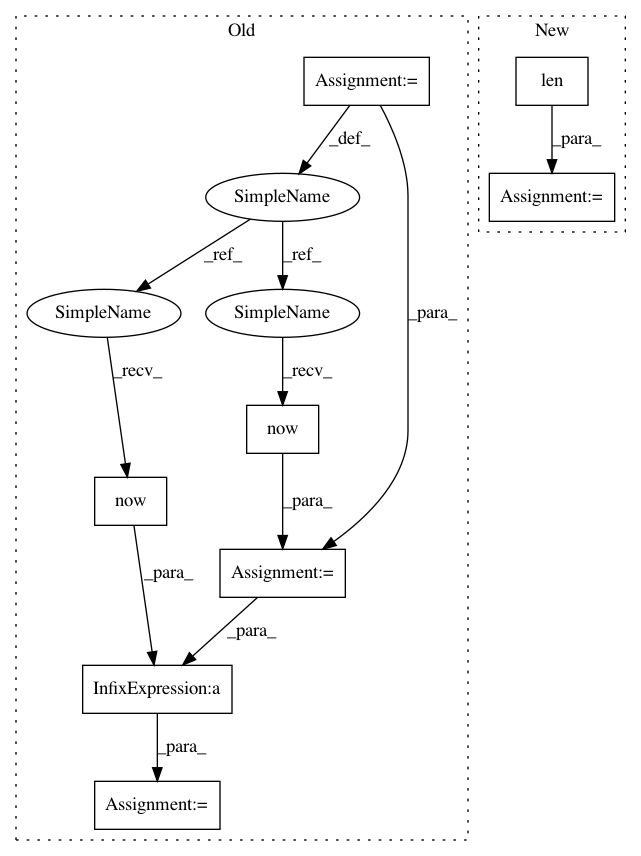 Old
New
Assignment:=
len
_def_
_para_
SimpleName
Assignment:=
_ref_
_ref_
SimpleName
SimpleName
_para_
_recv_
_recv_
now
now
_para_
_para_
Assignment:=
_para_
InfixExpression:a
_para_
Assignment:=